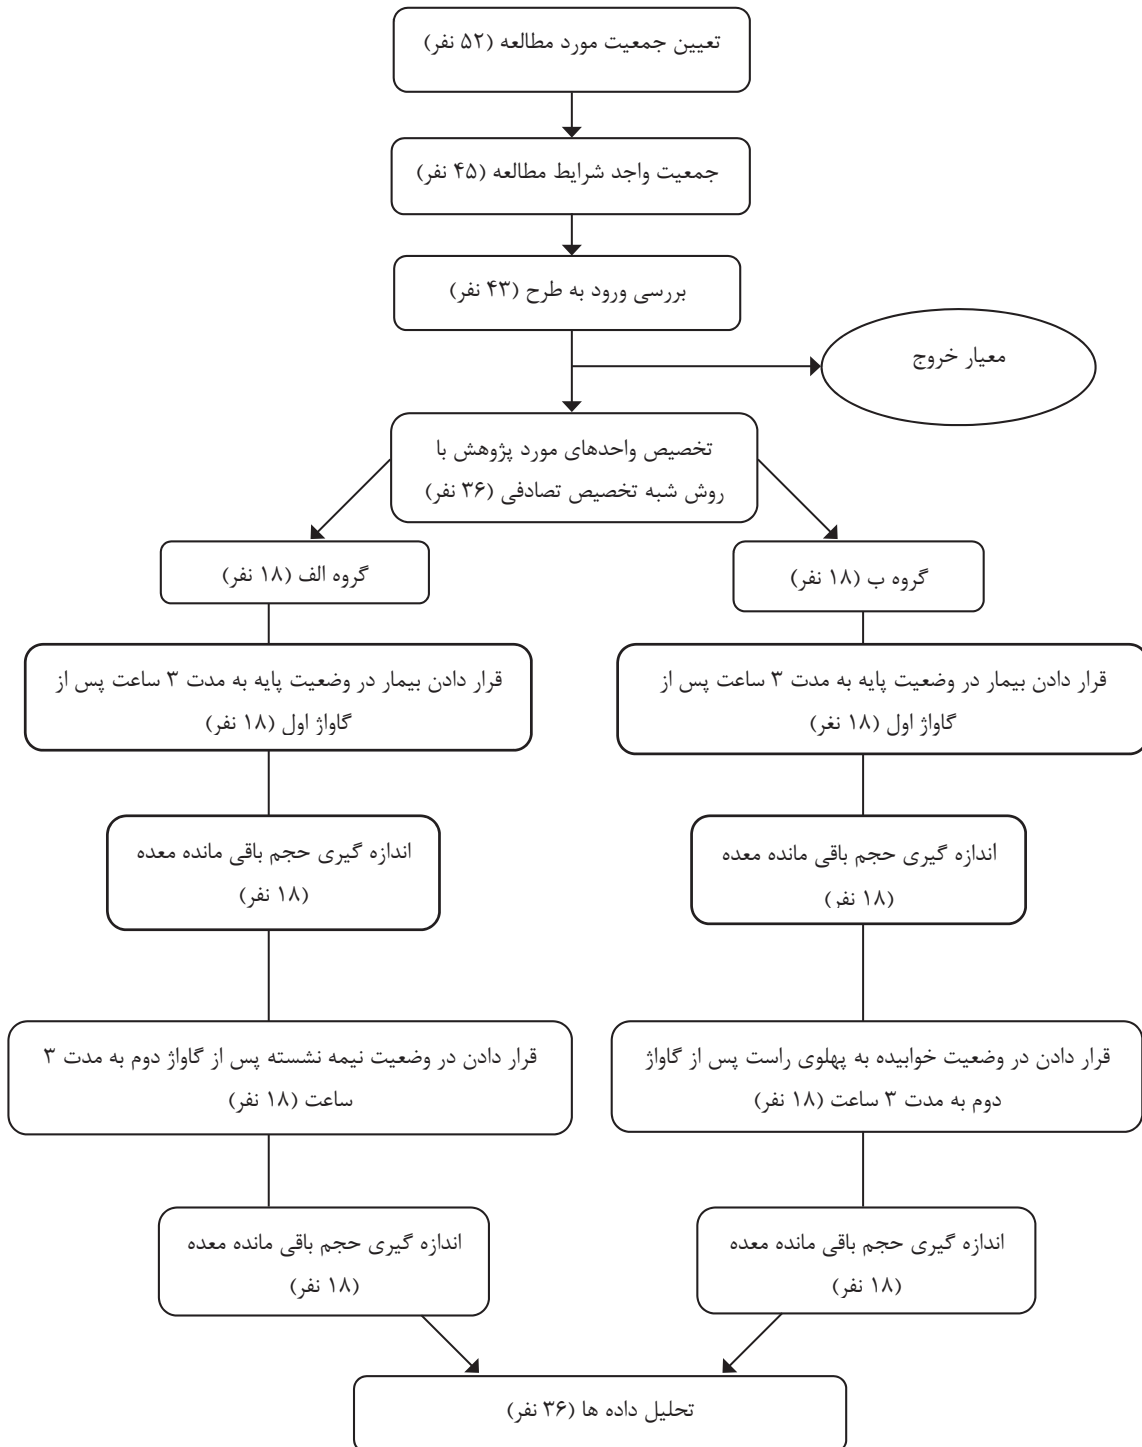 تعیین جمعیت مورد مطالعه (۵۲ نفر)
جمعیت واجد شرایط مطالعه (۴۵ نفر)
بررسی ورود به طرح (۴۳ نفر)
معیار خروج
تخصیص واحدهای مورد پژوهش با
روش شبه تخصیص تصادفی (۳۶ نفر)
گروه ب (۱۸ نفر)
گروه الف (۱۸ نفر)
قرار دادن بیمار در وضعیت پایه به مدت ۳ ساعت پس از
گاواژ اول (۱۸ نغر)
قرار دادن بیمار در وضعیت پایه به مدت ۳ ساعت پس از
گاواژ اول (۱۸ نفر)
اندازه گیری حجم باقی مانده معده
(۱۸ نفر)
اندازه گیری حجم باقی مانده معده
(۱۸ نفر)
قرار دادن در وضعیت خوابیده به پهلوی راست پس از گاواژ
دوم به مدت ۳ ساعت (۱۸ نفر)
قرار دادن در وضعیت نیمه نشسته پس از گاواژ دوم به مدت ۳
ساعت (۱۸ نفر)
اندازه گیری حجم باقی مانده معده
(۱۸ نفر)
اندازه گیری حجم باقی مانده معده
(۱۸ نفر)
تحلیل داده ها (۳۶ نفر)